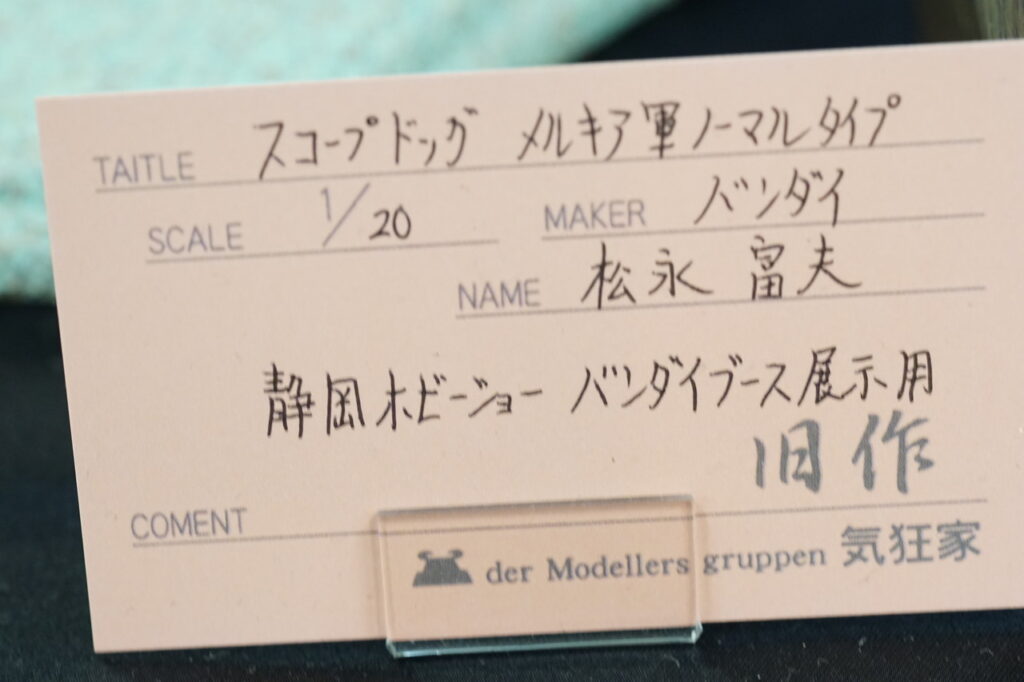 TAITLE スコープドッグ メルキア軍ノーマルタイプ
SCALE 1/20 MAKER バンダイ
NAME 松永 富夫
静岡ホビーショー バンダイブース展示用
旧作
COMENT
der Modellers gruppen 気狂家